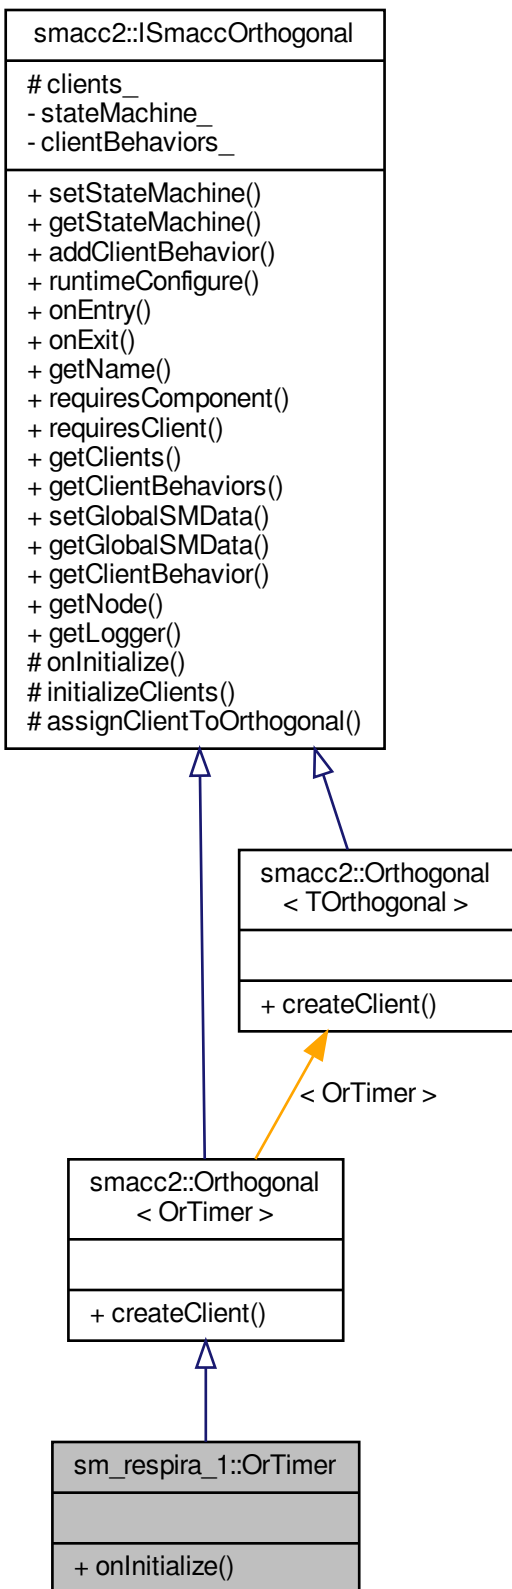 smacc2::ISmaccOrthogonal
# clients_
- stateMachine_
- clientBehaviors_
+ setStateMachine()
+ getStateMachine()
+ addClientBehavior()
+ runtimeConfigure()
+ onEntry()
+ onExit()
+ getName()
+ requiresComponent()
+ requiresClient()
+ getClients()
+ getClientBehaviors()
+ setGlobalSMData()
+ getGlobalSMData()
+ getClientBehavior()
+ getNode()
+ getLogger()
# onInitialize()
# initializeClients()
# assignClientToOrthogonal()
smacc2::Orthogonal
< TOrthogonal >
+ createClient()
< OrTimer >
smacc2::Orthogonal
< OrTimer >
+ createClient()
sm_respira_1::OrTimer
+ onInitialize()